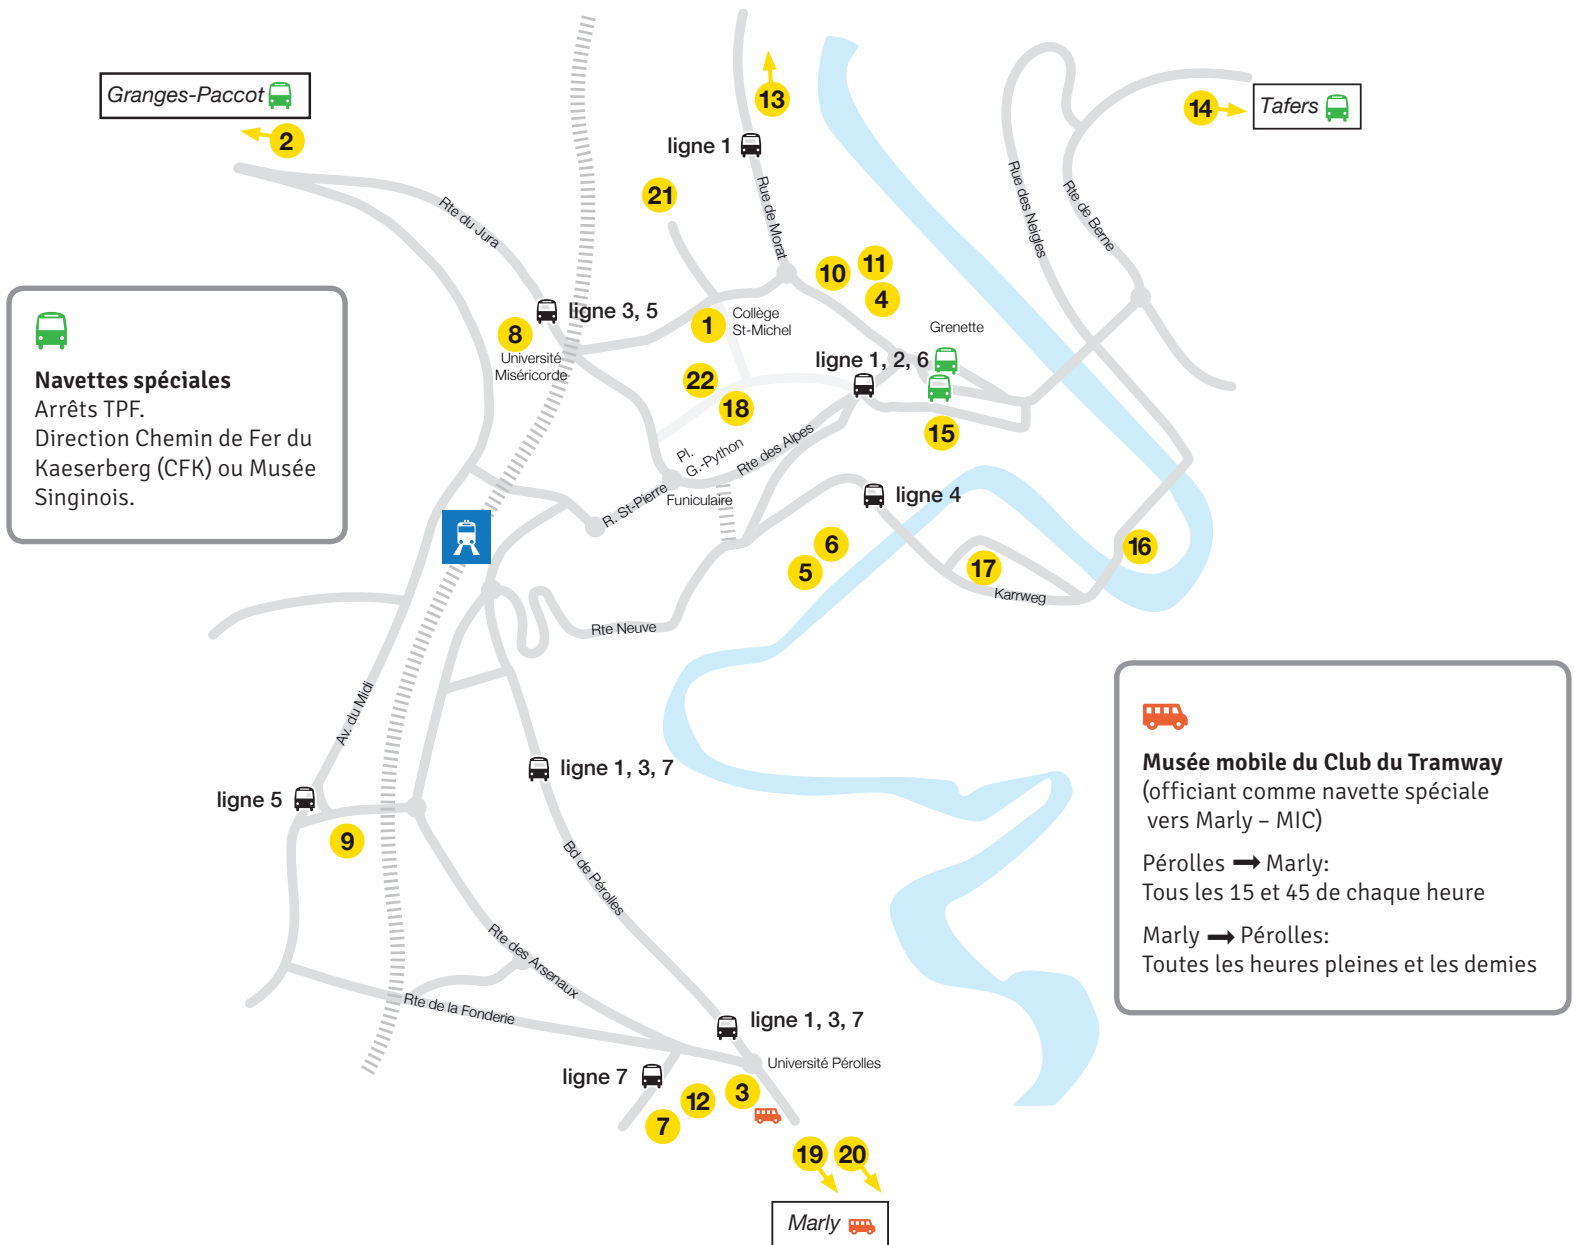 Granges-Paccot
2
13
14
Tafers
ligne 1
21
Rue de Morat
Rte du Jura
Rue des Neigles
Rte de Berne
10
11
4
ligne 3, 5
8
Université
Miséricorde
1
Collège
St-Michel
Grenette
ligne 1, 2, 6
22
18
15
Pl.
G.-Python
Rte des Alpes
R. St-Pierre
Funiculaire
ligne 4
6
5
17
16
Karrweg
Rte Neuve
Navettes spéciales
Arrêts TPF.
Direction Chemin de Fer du
Kaeserberg (CFK) ou Musée
Singinois.
Av. du Midi
ligne 5
9
ligne 1, 3, 7
Bd de Pérolles
Rte des Arsenaux
Rte de la Fonderie
ligne 1, 3, 7
Université Pérolles
ligne 7
3
12
7
19
20
Marly
Musée mobile du Club du Tramway
(officiant comme navette spéciale
vers Marly – MIC)
Pérolles ➞ Marly:
Tous les 15 et 45 de chaque heure
Marly ➞ Pérolles:
Toutes les heures pleines et les demies